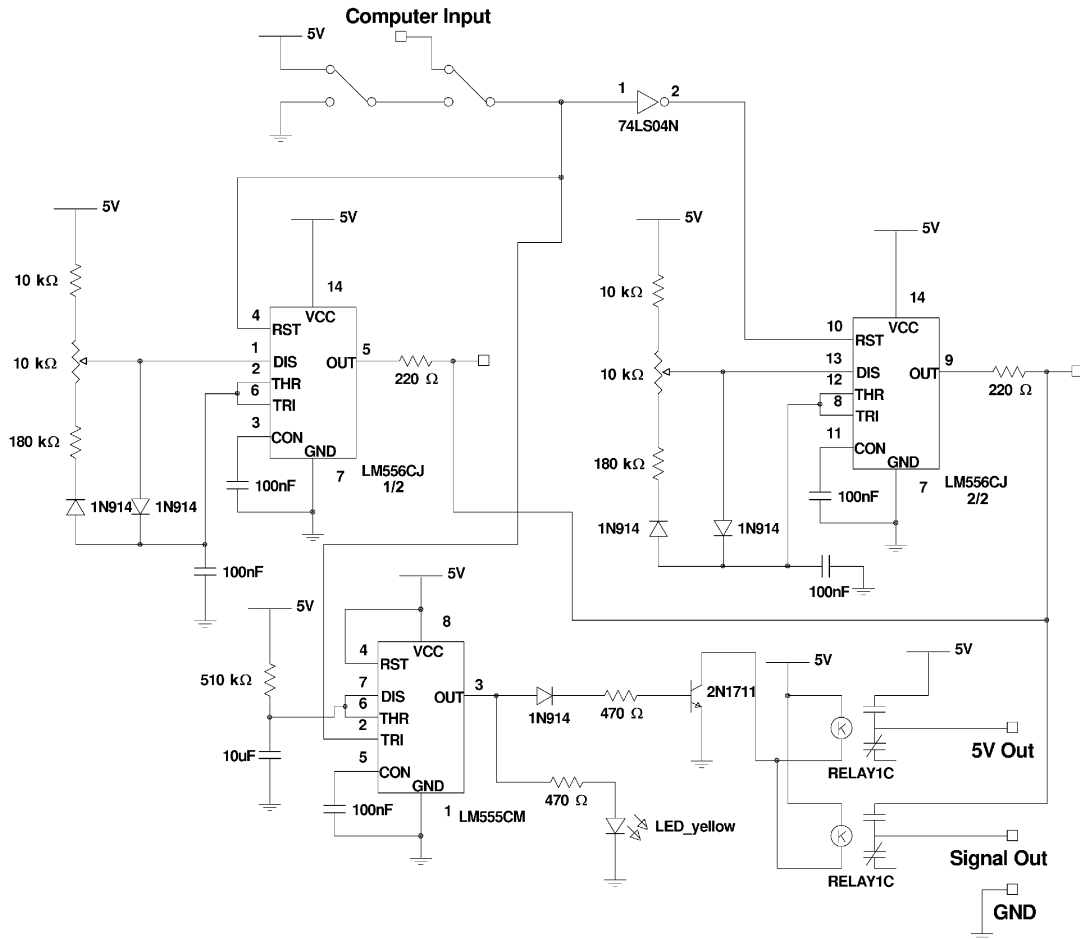 Computer Input
5V
1
2
74LS04N
5V
5V
5V
5V
10 kΩ
10 kΩ
180 kΩ
1N914
1N914
100nF
14
VCC
4
RST
1
DIS
2
THR
6
TRI
3
CON
GND
7
OUT
5
220 Ω
100nF
LM556CJ
1/2
10 kΩ
10 kΩ
180 kΩ
1N914
1N914
100nF
14
VCC
10
RST
13
DIS
12
THR
8
TRI
11
CON
GND
7
OUT
9
220 Ω
100nF
LM556CJ
2/2
5V
5V
510 kΩ
10uF
8
VCC
4
RST
7
DIS
6
THR
2
TRI
5
CON
GND
1
OUT
3
100nF
LM555CM
1N914
470 Ω
2N1711
470 Ω
LED_yellow
5V
5V
K
RELAY1C
5V Out
K
RELAY1C
Signal Out
GND